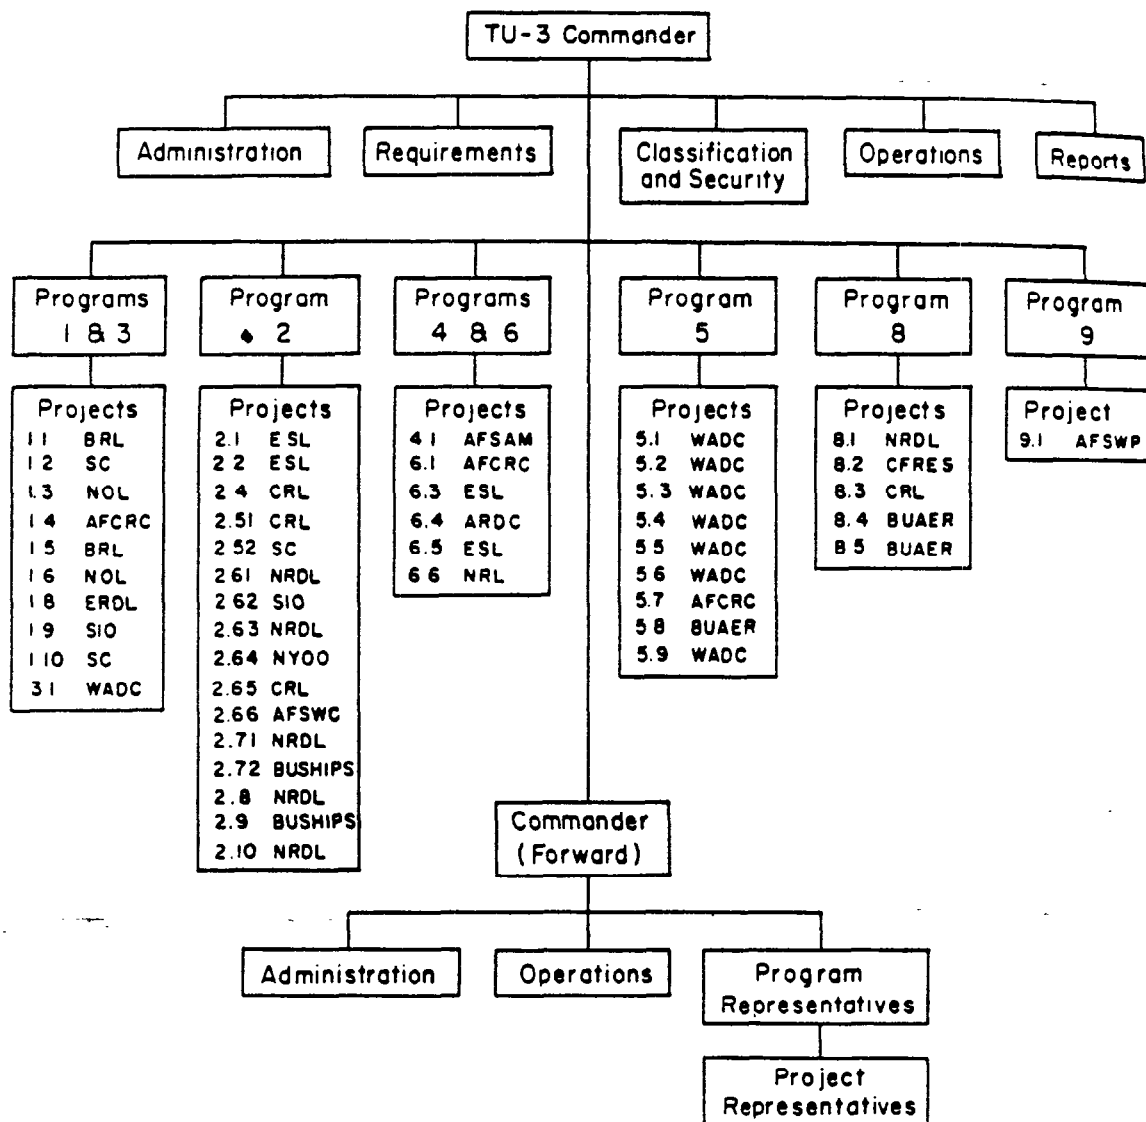 TU-3 Commander
Administration
Requirements
Classification
and Security
Operations
Reports
Programs
1 & 3
Program
2
Programs
4 & 6
Program
5
Program
8
Program
9
Projects
1 1 BRL
1 2 SC
1.3 NOL
1 4 AFCRC
1 5 BRL
1 6 NOL
1 8 ERDL
1 9 SIO
1 10 SC
3 1 WADC
Projects
2.1 ESL
2 2 ESL
2 4 CRL
2.51 CRL
2 52 SC
2 61 NRDL
2 62 SIO
2.63 NRDL
2.64 NYOO
2.65 CRL
2.66 AFSWC
2.71 NRDL
2.72 BUSHIPS
2.8 NRDL
2.9 BUSHIPS
2.10 NRDL
Projects
4.1 AFSAM
6.1 AFCRC
6.3 ESL
6.4 ARDC
6.5 ESL
6 6 NRL
Projects
5.1 WADC
5.2 WADC
5.3 WADC
5.4 WADC
5 5 WADC
5 6 WADC
5.7 AFCRC
5 8 BUAER
5.9 WADC
Projects
8.1 NRDL
8.2 CFRES
8.3 CRL
8.4 BUAER
8 5 BUAER
Project
9.1 AFSWP
Commander
(Forward)
Administration
Operations
Program
Representatives
Project
Representatives